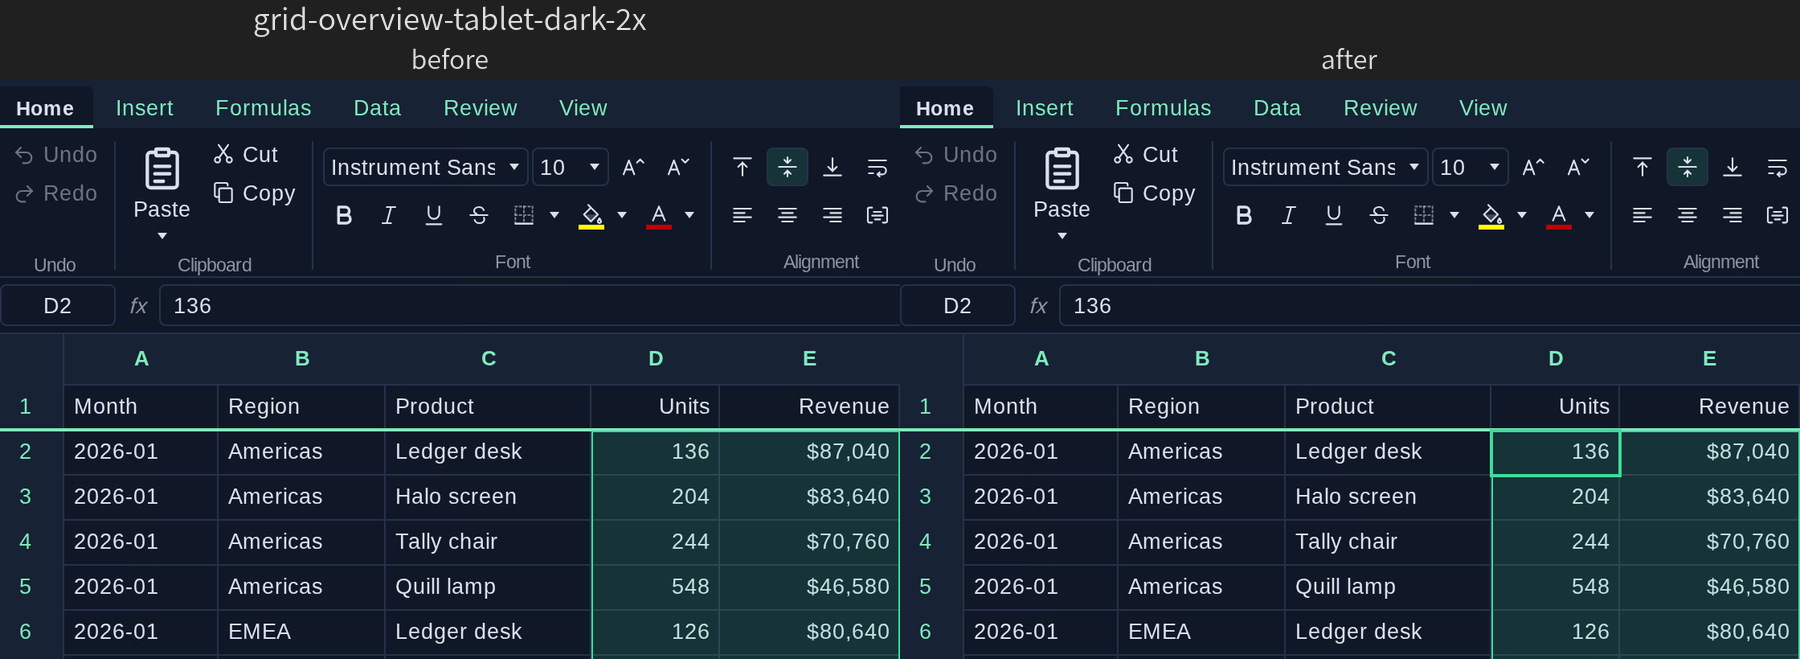 grid-overview-tablet-dark-2x
before
after
Home Insert Formulas Data Review View
Undo
Redo
Paste
Cut
Copy
Instrument Sans 10
Undo Clipboard Font Alignment
D2 fx 136
A B C D E
1 Month Region Product Units Revenue
2 2026-01 Americas Ledger desk 136 $87,040
3 2026-01 Americas Halo screen 204 $83,640
4 2026-01 Americas Tally chair 244 $70,760
5 2026-01 Americas Quill lamp 548 $46,580
6 2026-01 EMEA Ledger desk 126 $80,640
Home Insert Formulas Data Review View
Undo
Redo
Paste
Cut
Copy
Instrument Sans 10
Undo Clipboard Font Alignment
D2 fx 136
A B C D E
1 Month Region Product Units Revenue
2 2026-01 Americas Ledger desk 136 $87,040
3 2026-01 Americas Halo screen 204 $83,640
4 2026-01 Americas Tally chair 244 $70,760
5 2026-01 Americas Quill lamp 548 $46,580
6 2026-01 EMEA Ledger desk 126 $80,640